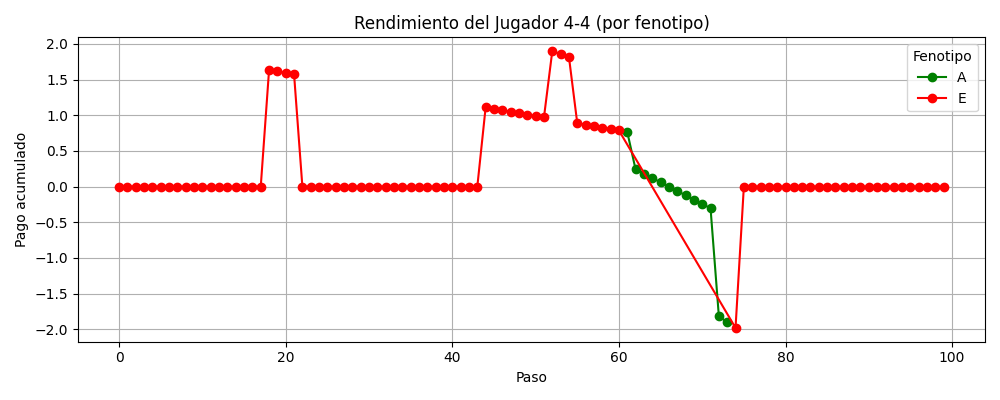 Rendimiento del Jugador 4-4 (por fenotipo)
Pago acumulado
2.0
1.5
1.0
0.5
0.0
−0.5
−1.0
−1.5
−2.0
Fenotipo
A
E
0 20 40 60 80 100
Paso